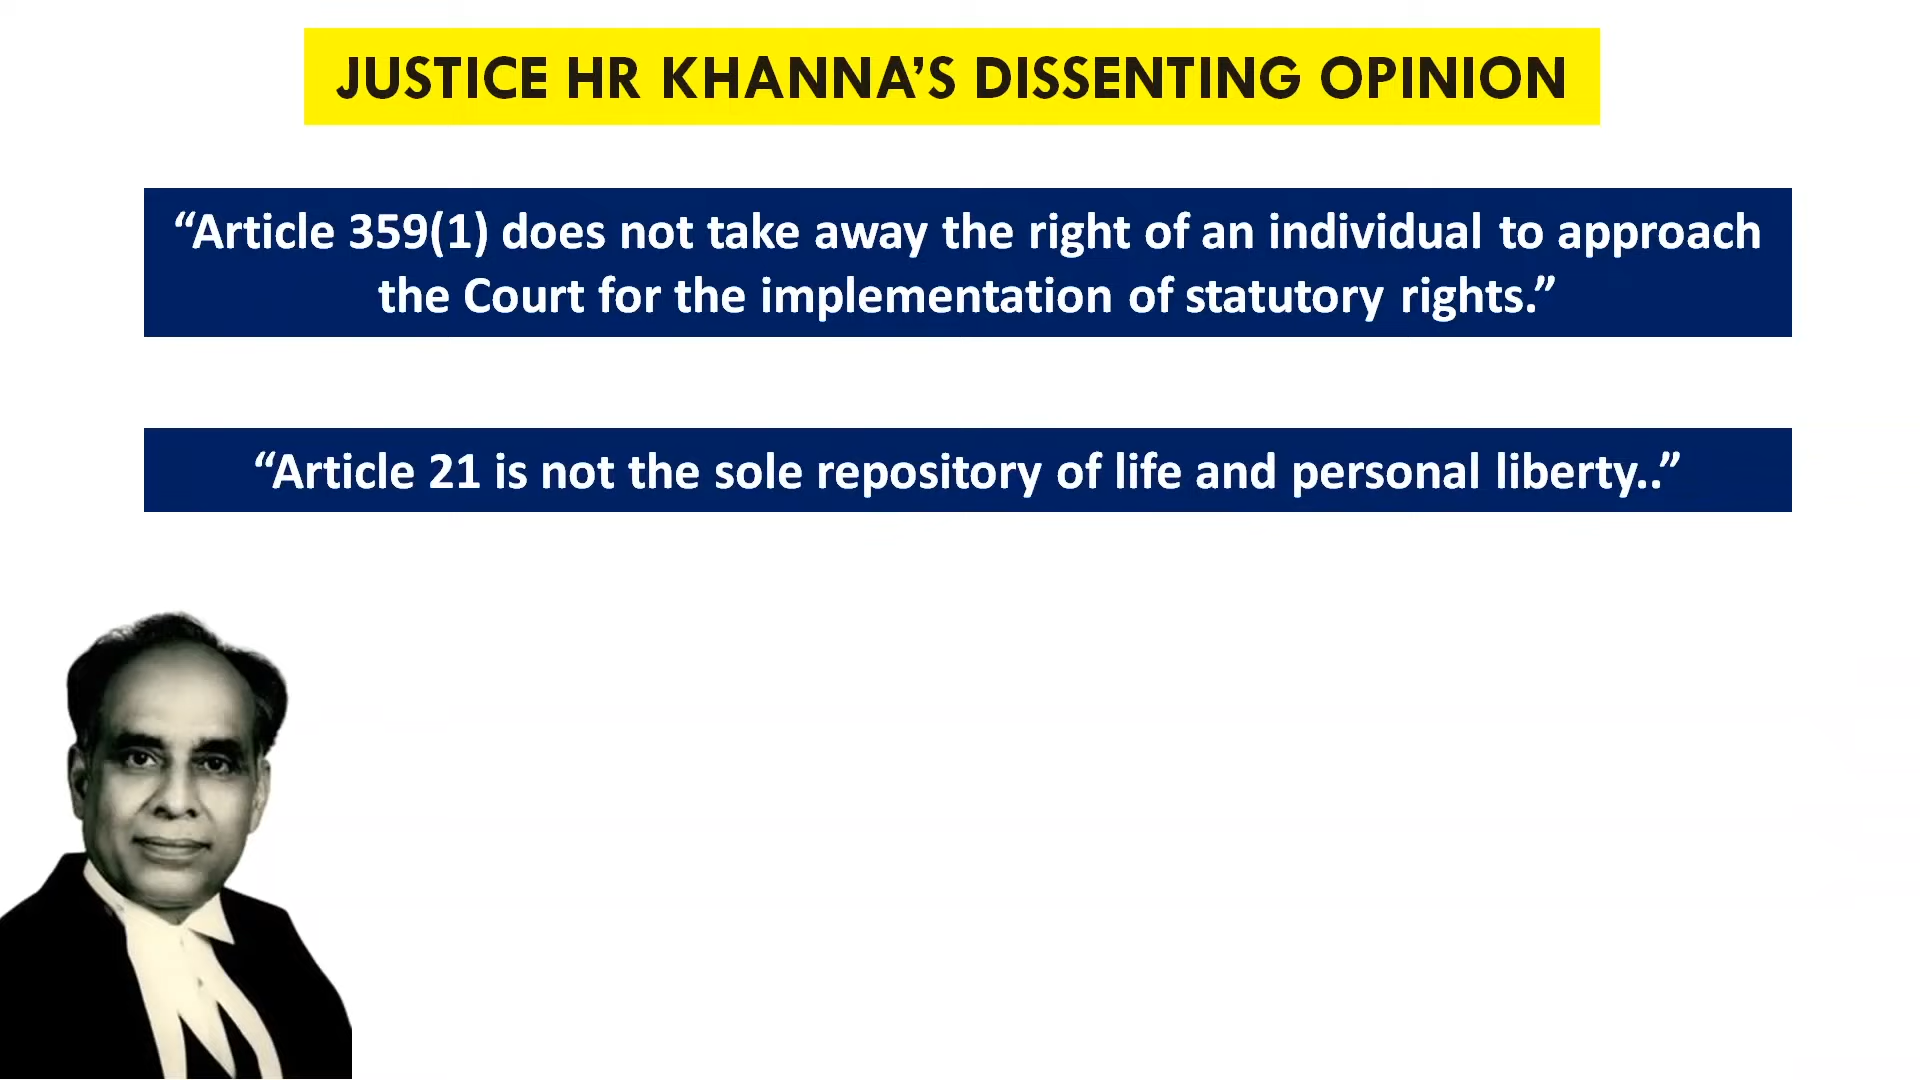 JUSTICE HR KHANNA’S DISSENTING OPINION
“Article 359(1) does not take away the right of an individual to approach
the Court for the implementation of statutory rights.”
“Article 21 is not the sole repository of life and personal liberty..”